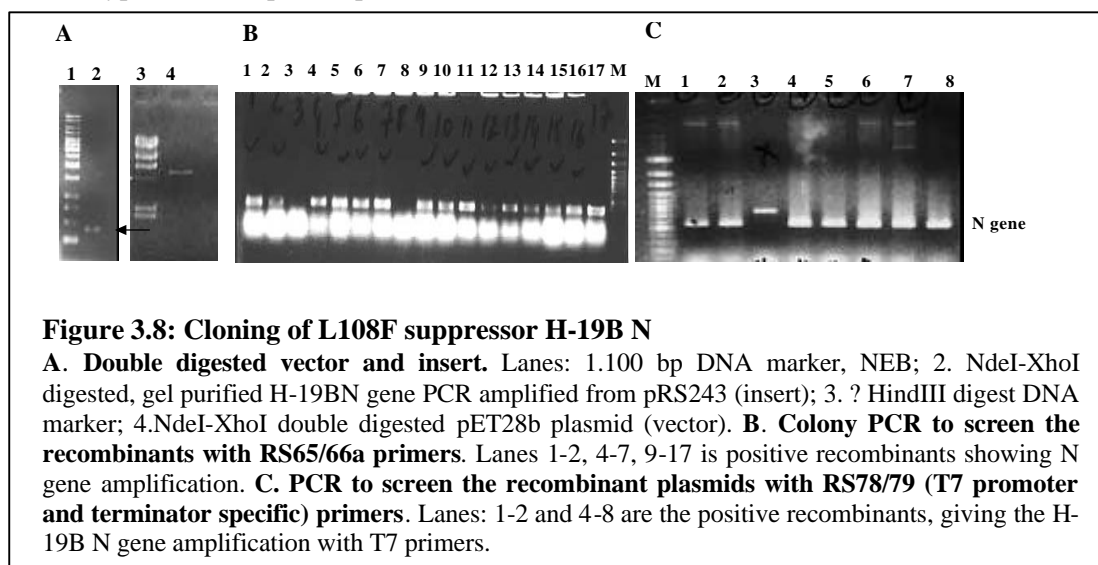 A B C
1 2 3 4
1 2 3 4 5 6 7 8 9 10 11 12 13 14 15 16 17 M
M 1 2 3 4 5 6 7 8
N gene
Figure 3.8: Cloning of L108F suppressor H-19B N
A. Double digested vector and insert. Lanes: 1.100 bp DNA marker, NEB; 2. NdeI-XhoI
digested, gel purified H-19BN gene PCR amplified from pRS243 (insert); 3. ? HindIII digest DNA
marker; 4.NdeI-XhoI double digested pET28b plasmid (vector). B. Colony PCR to screen the
recombinants with RS65/66a primers. Lanes 1-2, 4-7, 9-17 is positive recombinants showing N
gene amplification. C. PCR to screen the recombinant plasmids with RS78/79 (T7 promoter
and terminator specific) primers. Lanes: 1-2 and 4-8 are the positive recombinants, giving the H-
19B N gene amplification with T7 primers.